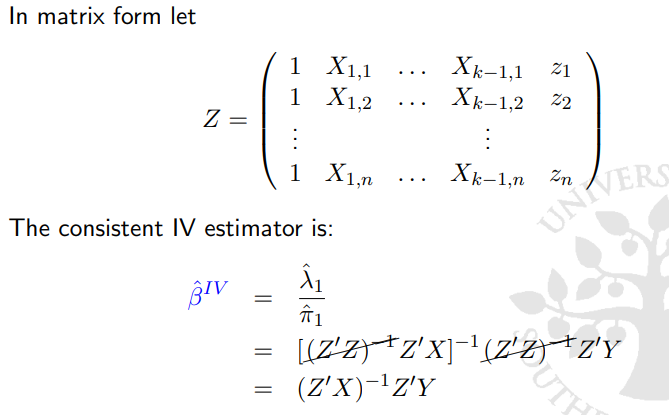 In matrix form let
Z = ( 1 X_{1,1} … X_{k−1,1} z_1
1 X_{1,2} … X_{k−1,2} z_2
⋮ ⋮
1 X_{1,n} … X_{k−1,n} z_n )
The consistent IV estimator is:
β̂^{IV} = λ̂_1 / π̂_1
= [(Z′Z)^{−1}Z′X]^{−1}(Z′Z)^{−1}Z′Y
= (Z′X)^{−1}Z′Y
UNIVERS
SOUTHE